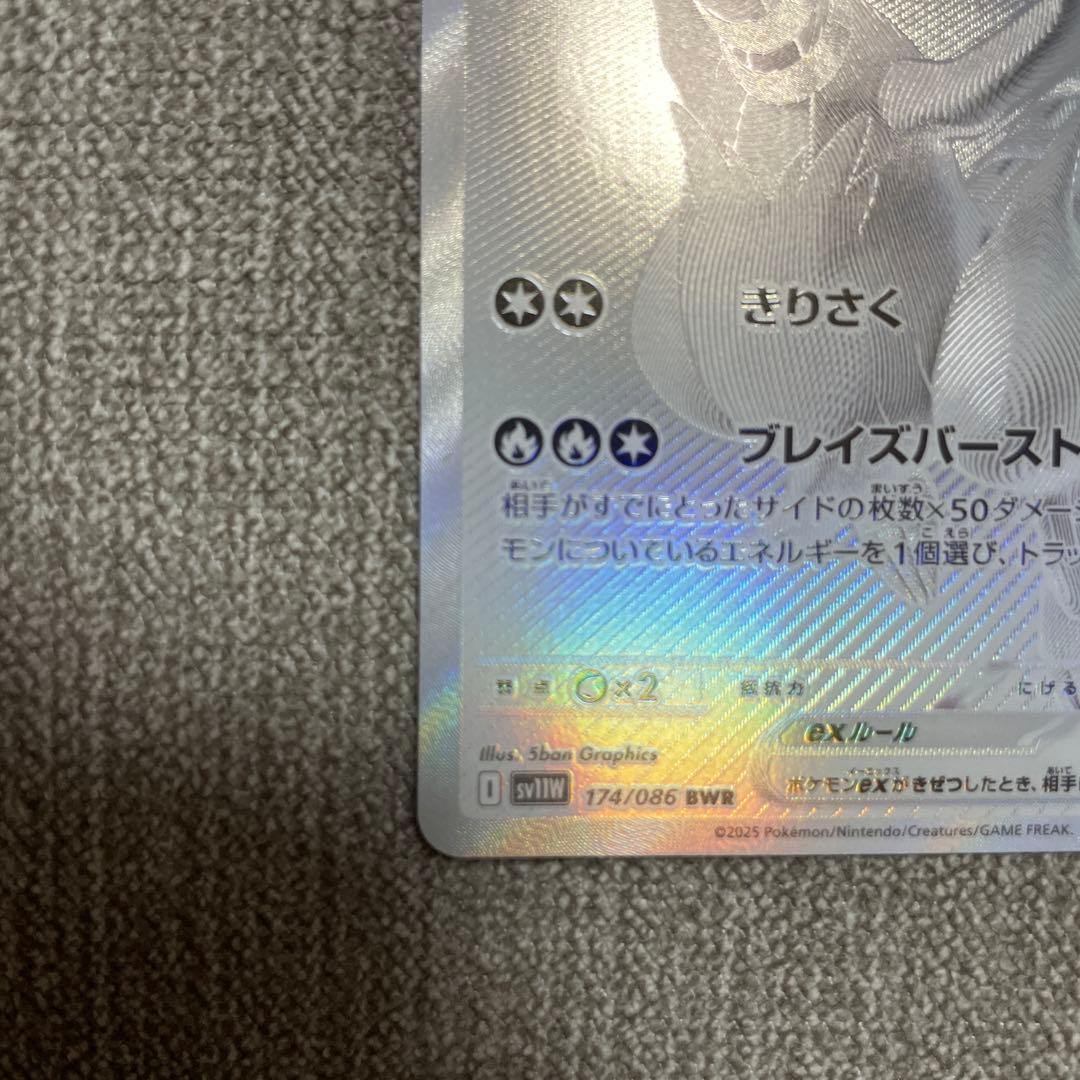 きりさく
ブレイズバースト
相手がすでにとったサイドの枚数×50ダメー
モンについているエネルギーを1個選び、トラッ
弱点 ×2 抵抗力 にげる
exルール
Illus. 5ban Graphics
ポケモンexがきぜつしたとき、相手
I sv11W 174/086 BWR
©2025 Pokémon/Nintendo/Creatures/GAME FREAK.